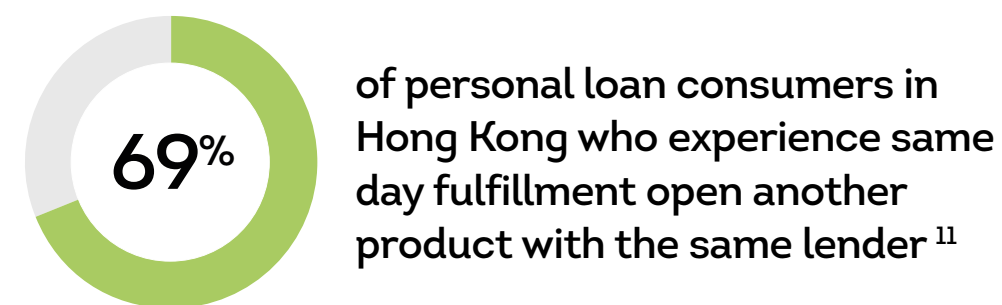 69%
of personal loan consumers in
Hong Kong who experience same
day fulfillment open another
product with the same lender 11